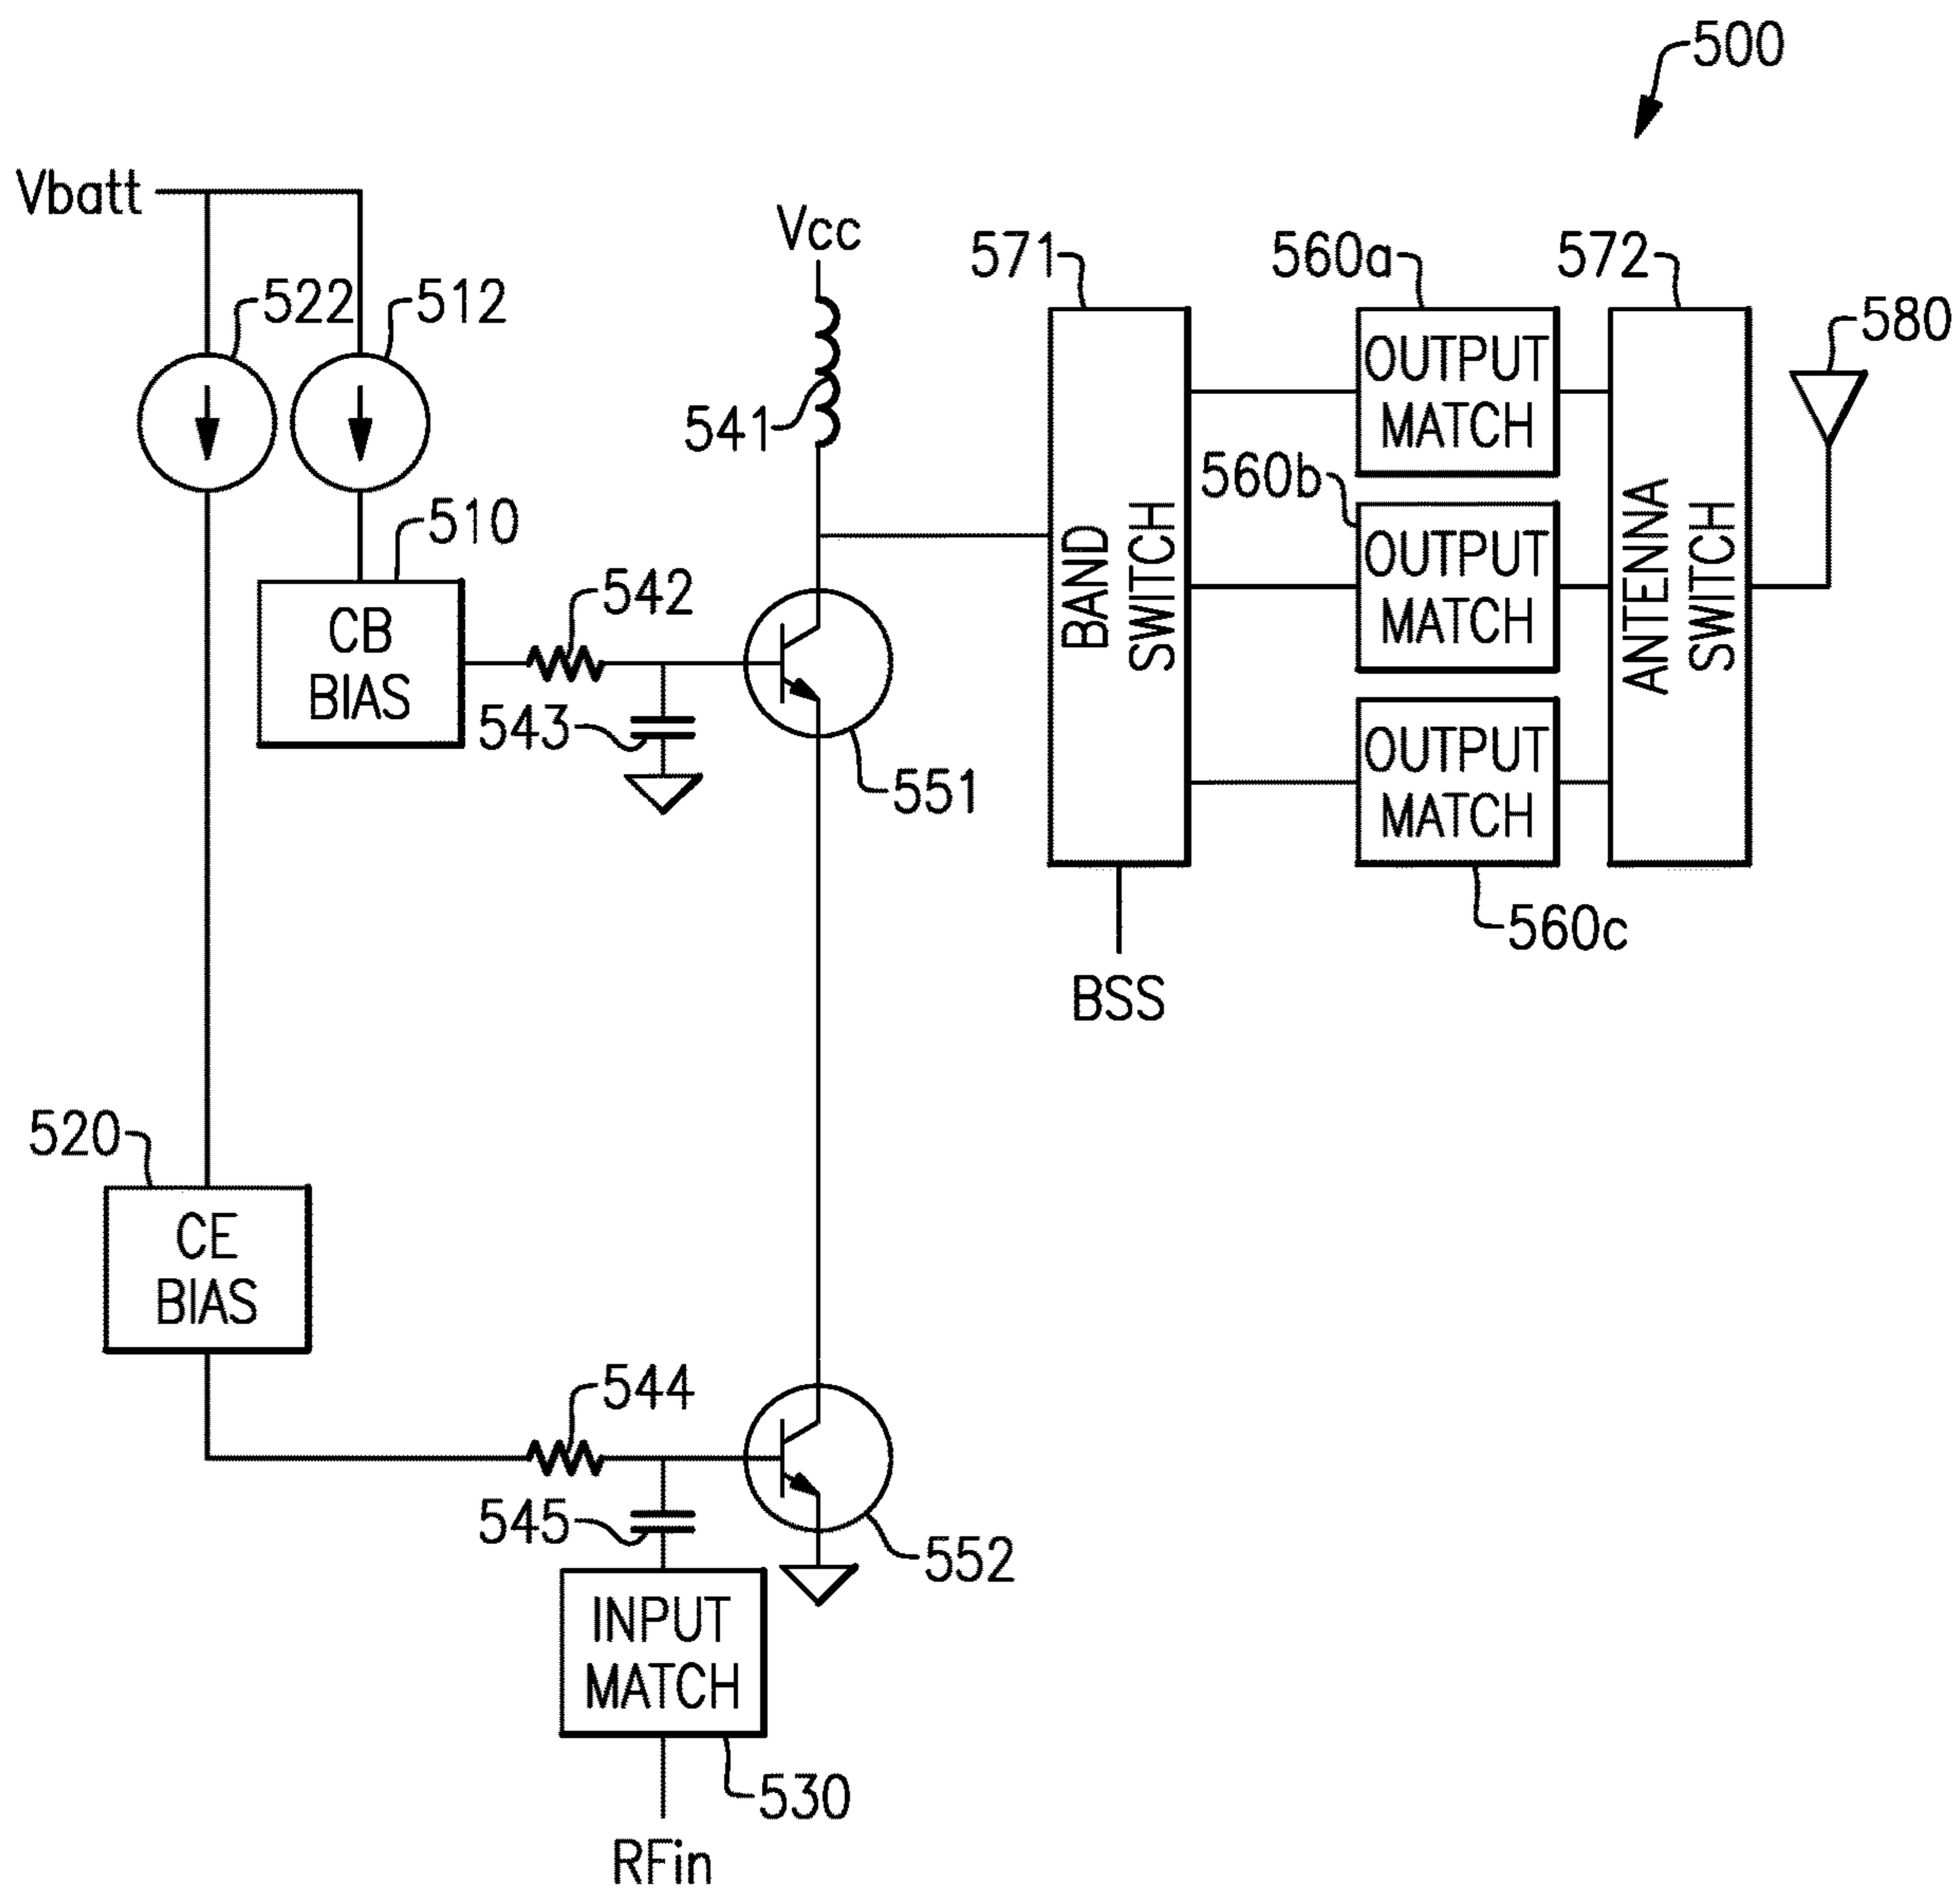 500
Vbatt
Vcc
571
560a
572
522
512
580
OUTPUT
MATCH
541
560b
510
BAND
SWITCH
OUTPUT
MATCH
ANTENNA
SWITCH
542
CB
BIAS
543
551
OUTPUT
MATCH
560c
BSS
520
CE
BIAS
544
545
552
INPUT
MATCH
530
RFin